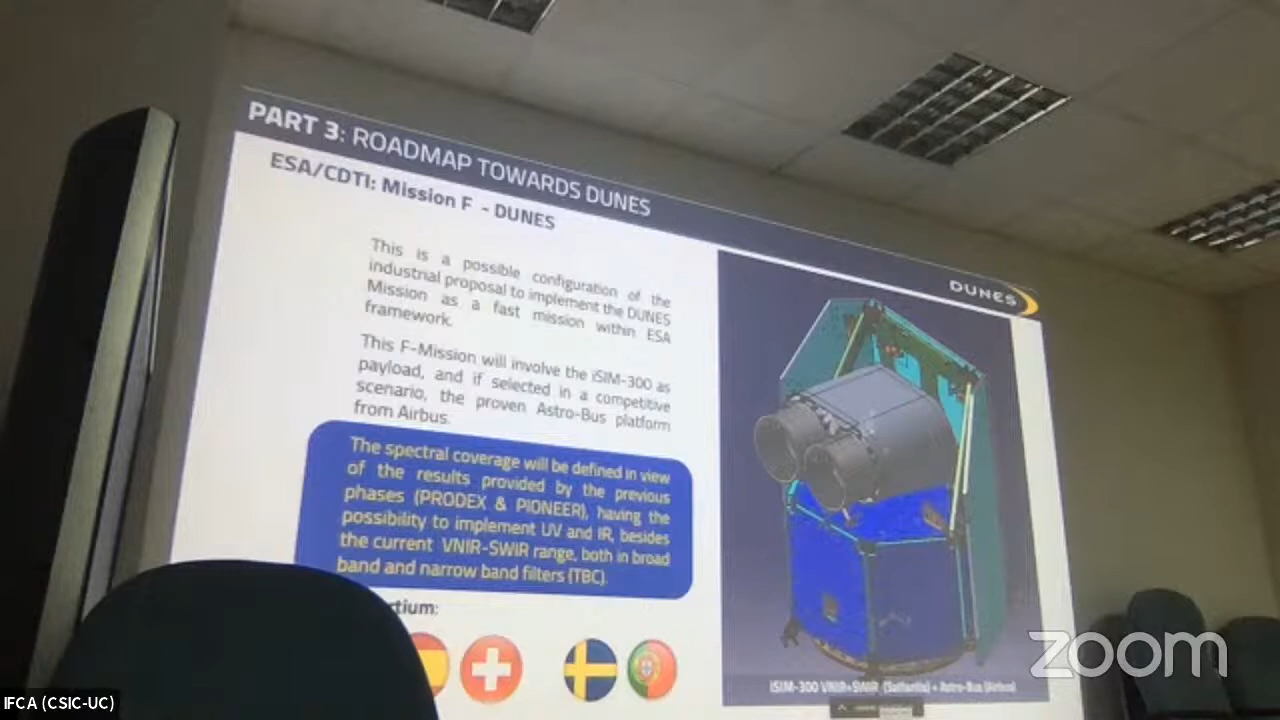 PART 3: ROADMAP TOWARDS DUNES
ESA/CDTI: Mission F - DUNES
DUNES
This is a possible configuration of the
industrial proposal to implement the DUNES
Mission as a fast mission within ESA
framework.
This F-Mission will involve the iSIM-300 as
payload, and if selected in a competitive
scenario, the proven Astro-Bus platform
from Airbus.
The spectral coverage will be defined in view
of the results provided by the previous
phases (PRODEX & PIONEER), having the
possibility to implement UV and IR, besides
the current VNIR-SWIR range, both in broad
band and narrow band filters (TBC).
rtium:
iSIM-300 VNIR+SWIR (Satlantis) + Astro-Bus (Airbus)
zoom
IFCA (CSIC-UC)